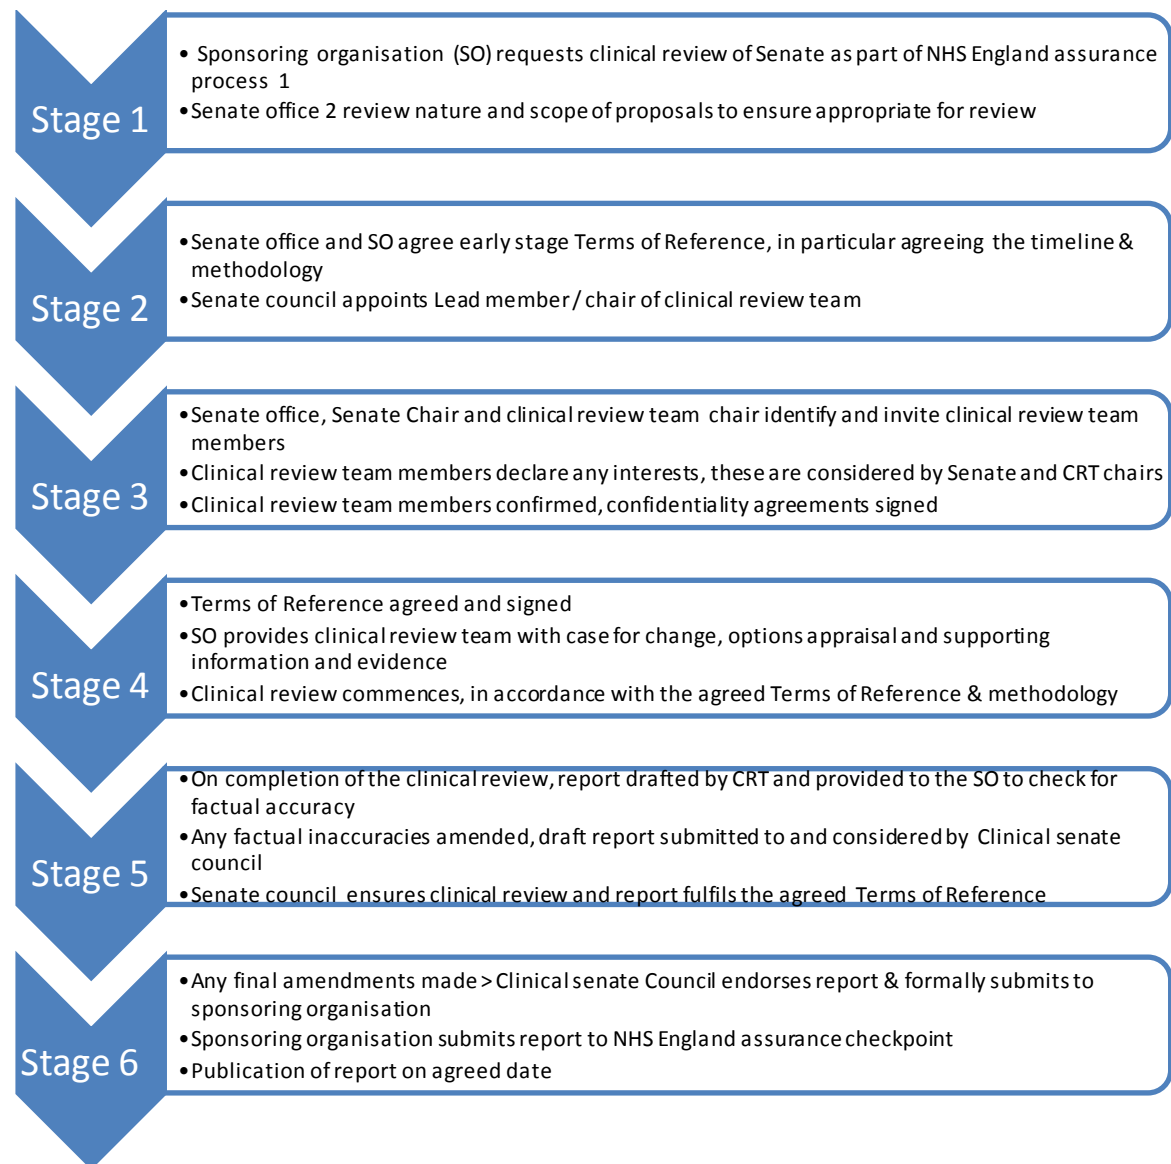 Stage 1
• Sponsoring organisation (SO) requests clinical review of Senate as part of NHS England assurance
process 1
•Senate office 2 review nature and scope of proposals to ensure appropriate for review
Stage 2
•Senate office and SO agree early stage Terms of Reference, in particular agreeing the timeline &
methodology
•Senate council appoints Lead member / chair of clinical review team
Stage 3
•Senate office, Senate Chair and clinical review team chair identify and invite clinical review team
members
•Clinical review team members declare any interests, these are considered by Senate and CRT chairs
•Clinical review team members confirmed, confidentiality agreements signed
Stage 4
•Terms of Reference agreed and signed
•SO provides clinical review team with case for change, options appraisal and supporting
information and evidence
•Clinical review commences, in accordance with the agreed Terms of Reference & methodology
Stage 5
•On completion of the clinical review, report drafted by CRT and provided to the SO to check for
factual accuracy
•Any factual inaccuracies amended, draft report submitted to and considered by Clinical senate
council
•Senate council ensures clinical review and report fulfils the agreed Terms of Reference
Stage 6
•Any final amendments made > Clinical senate Council endorses report & formally submits to
sponsoring organisation
•Sponsoring organisation submits report to NHS England assurance checkpoint
•Publication of report on agreed date